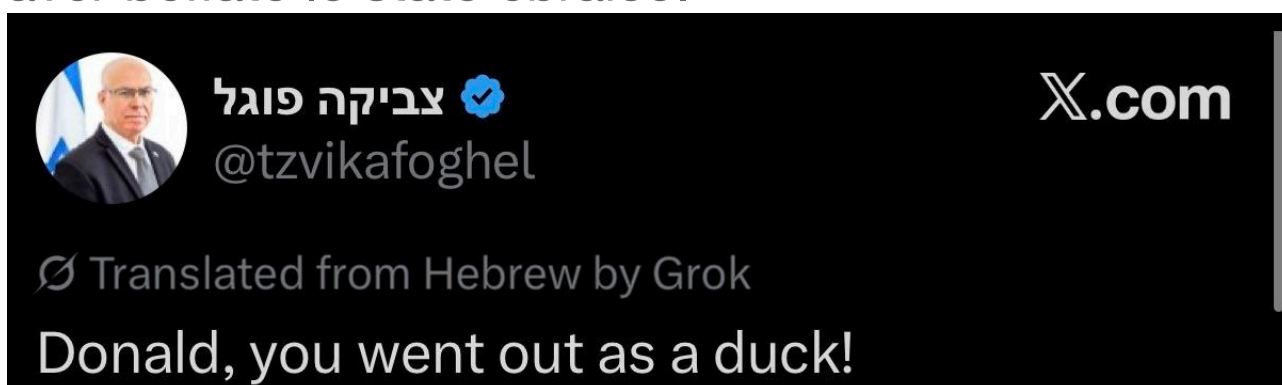 צביקה פוגל
X.com
@tzvikafoghel
Translated from Hebrew by Grok
Donald, you went out as a duck!